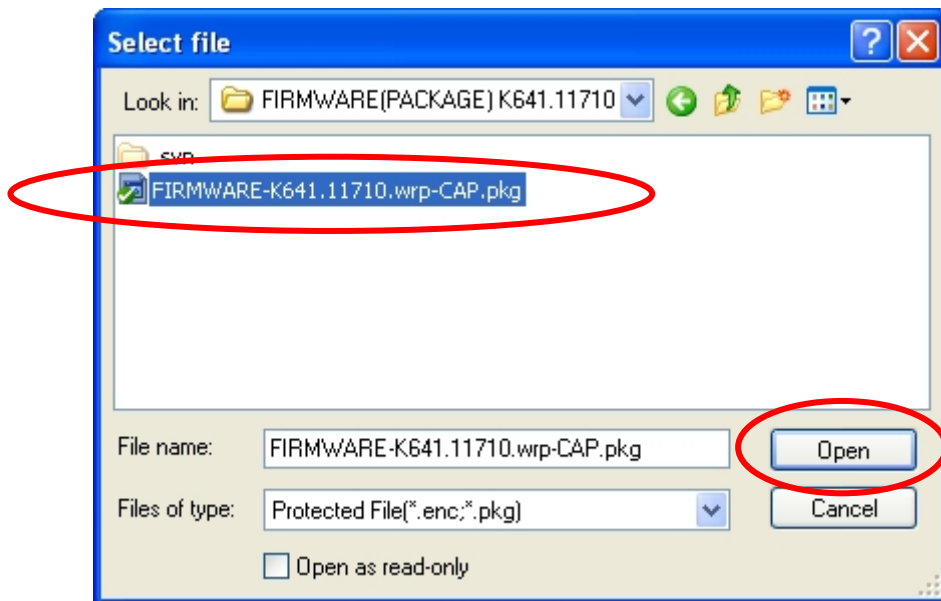 Select file
Look in: FIRMWARE(PACKAGE) K641.11710
FIRMWARE-K641.11710.wrp-CAP.pkg
File name: FIRMWARE-K641.11710.wrp-CAP.pkg Open
Files of type: Protected File(*.enc;*.pkg) Cancel
Open as read-only